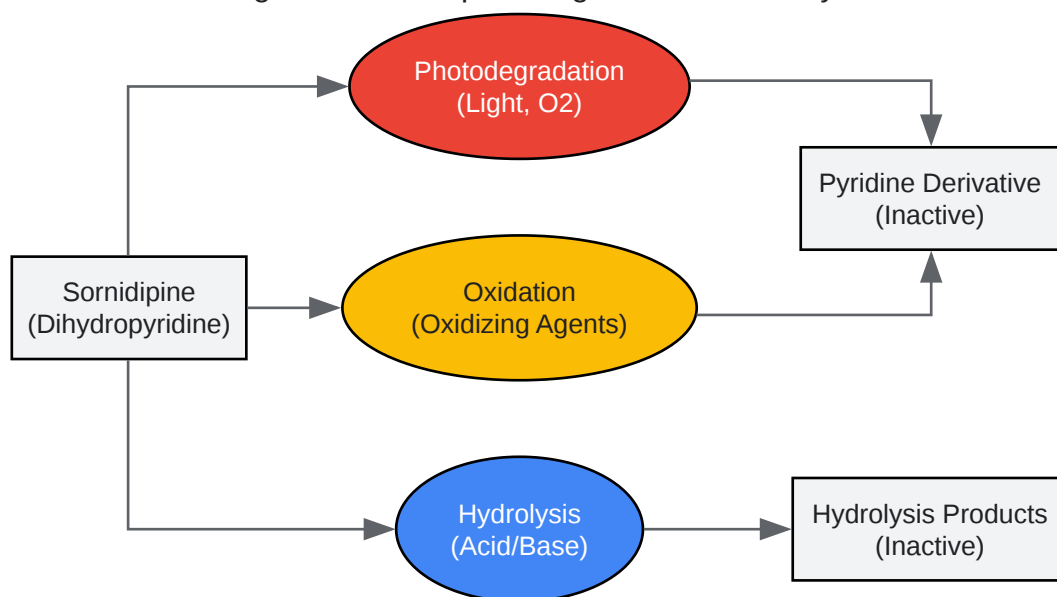 Photodegradation
(Light, O2)
Pyridine Derivative
(Inactive)
Sornidipine
(Dihydropyridine)
Oxidation
(Oxidizing Agents)
Hydrolysis
(Acid/Base)
Hydrolysis Products
(Inactive)